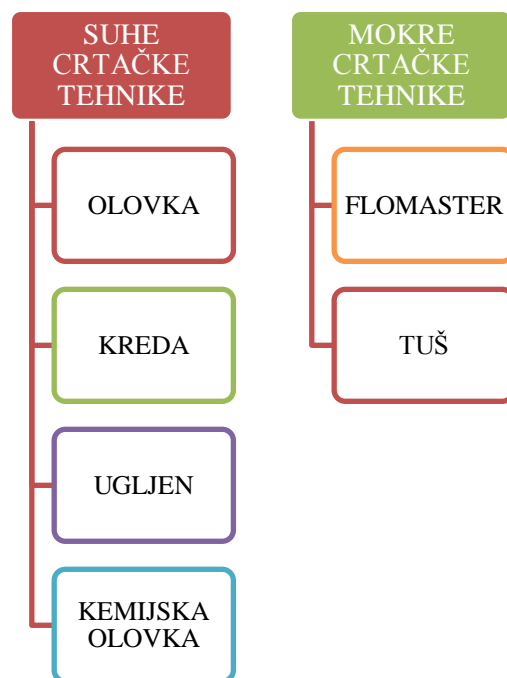 SUHE
CRTAČKE
TEHNIKE
OLOVKA
KREDA
UGLJEN
KEMIJSKA
OLOVKA
MOKRE
CRTAČKE
TEHNIKE
FLOMASTER
TUŠ